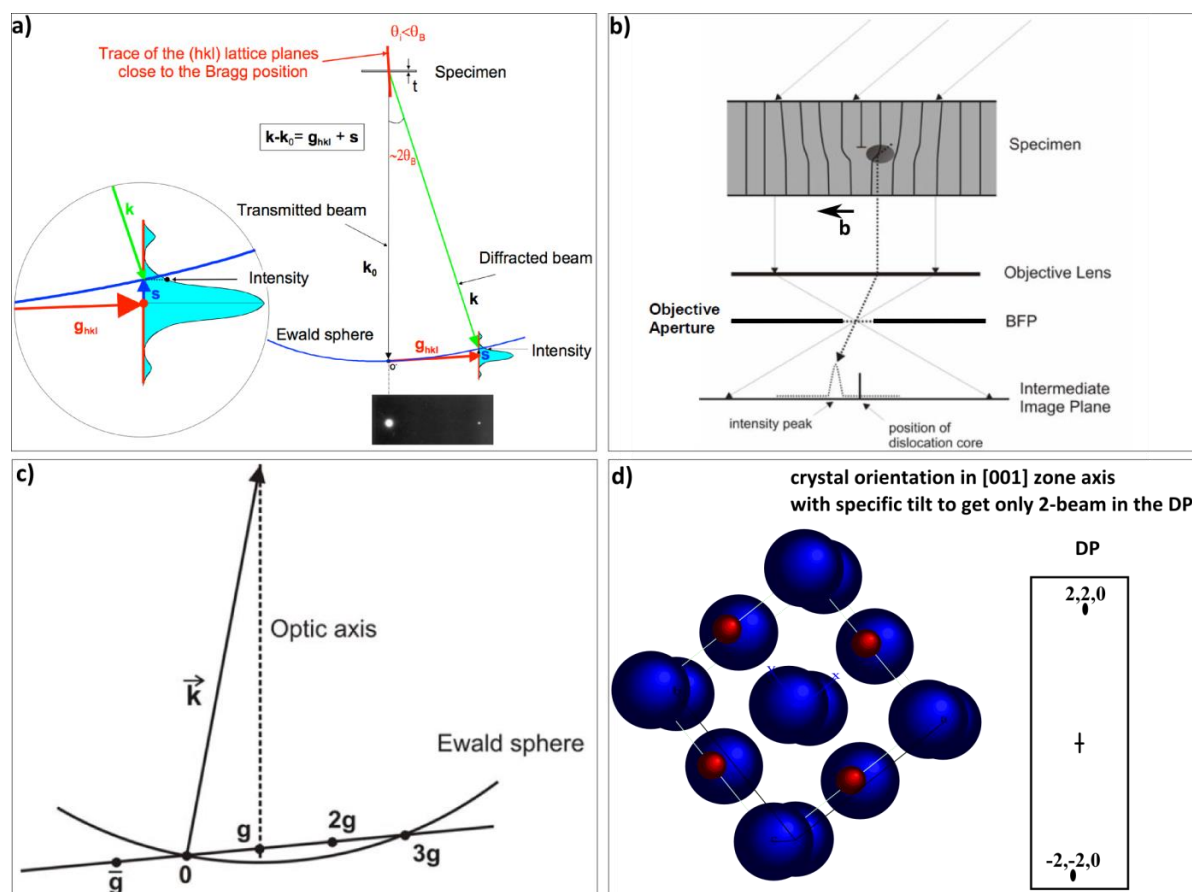 a)
θi<θB
Trace of the (hkl) lattice planes
close to the Bragg position
Specimen
t
k-k0= ghkl + s
~2θB
Transmitted beam
k
Intensity
s
ghkl
k0
Diffracted beam
k
Ewald sphere
ghkl
s
Intensity
o
b)
Specimen
b
Objective Lens
Objective
Aperture
BFP
Intermediate
Image Plane
intensity peak
position of
dislocation core
c)
Optic axis
k
Ewald sphere
g
2g
3g
0
g̅
d)
crystal orientation in [001] zone axis
with specific tilt to get only 2-beam in the DP
DP
2,2,0
Y
x
-2,-2,0